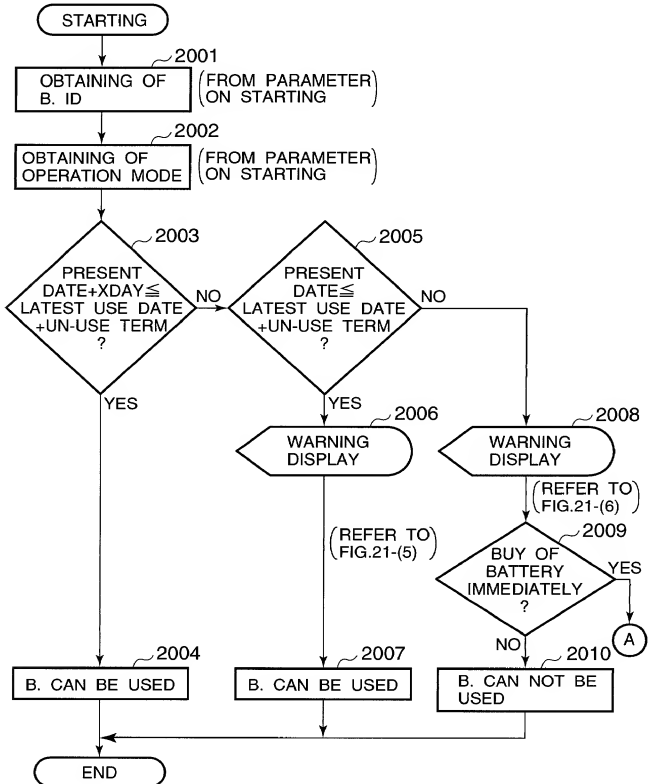 STARTING
2001
OBTAINING OF
B. ID
(FROM PARAMETER
ON STARTING)
2002
OBTAINING OF
OPERATION MODE
(FROM PARAMETER
ON STARTING)
2003
PRESENT
DATE+XDAY≦
LATEST USE DATE
+UN-USE TERM
?
NO
YES
2005
PRESENT
DATE≦
LATEST USE DATE
+UN-USE TERM
?
NO
YES
2006
WARNING
DISPLAY
(REFER TO
FIG.21-(5))
2008
WARNING
DISPLAY
(REFER TO
FIG.21-(6))
2009
BUY OF
BATTERY
IMMEDIATELY
?
YES
A
NO
2004
B. CAN BE USED
2007
B. CAN BE USED
2010
B. CAN NOT BE
USED
END